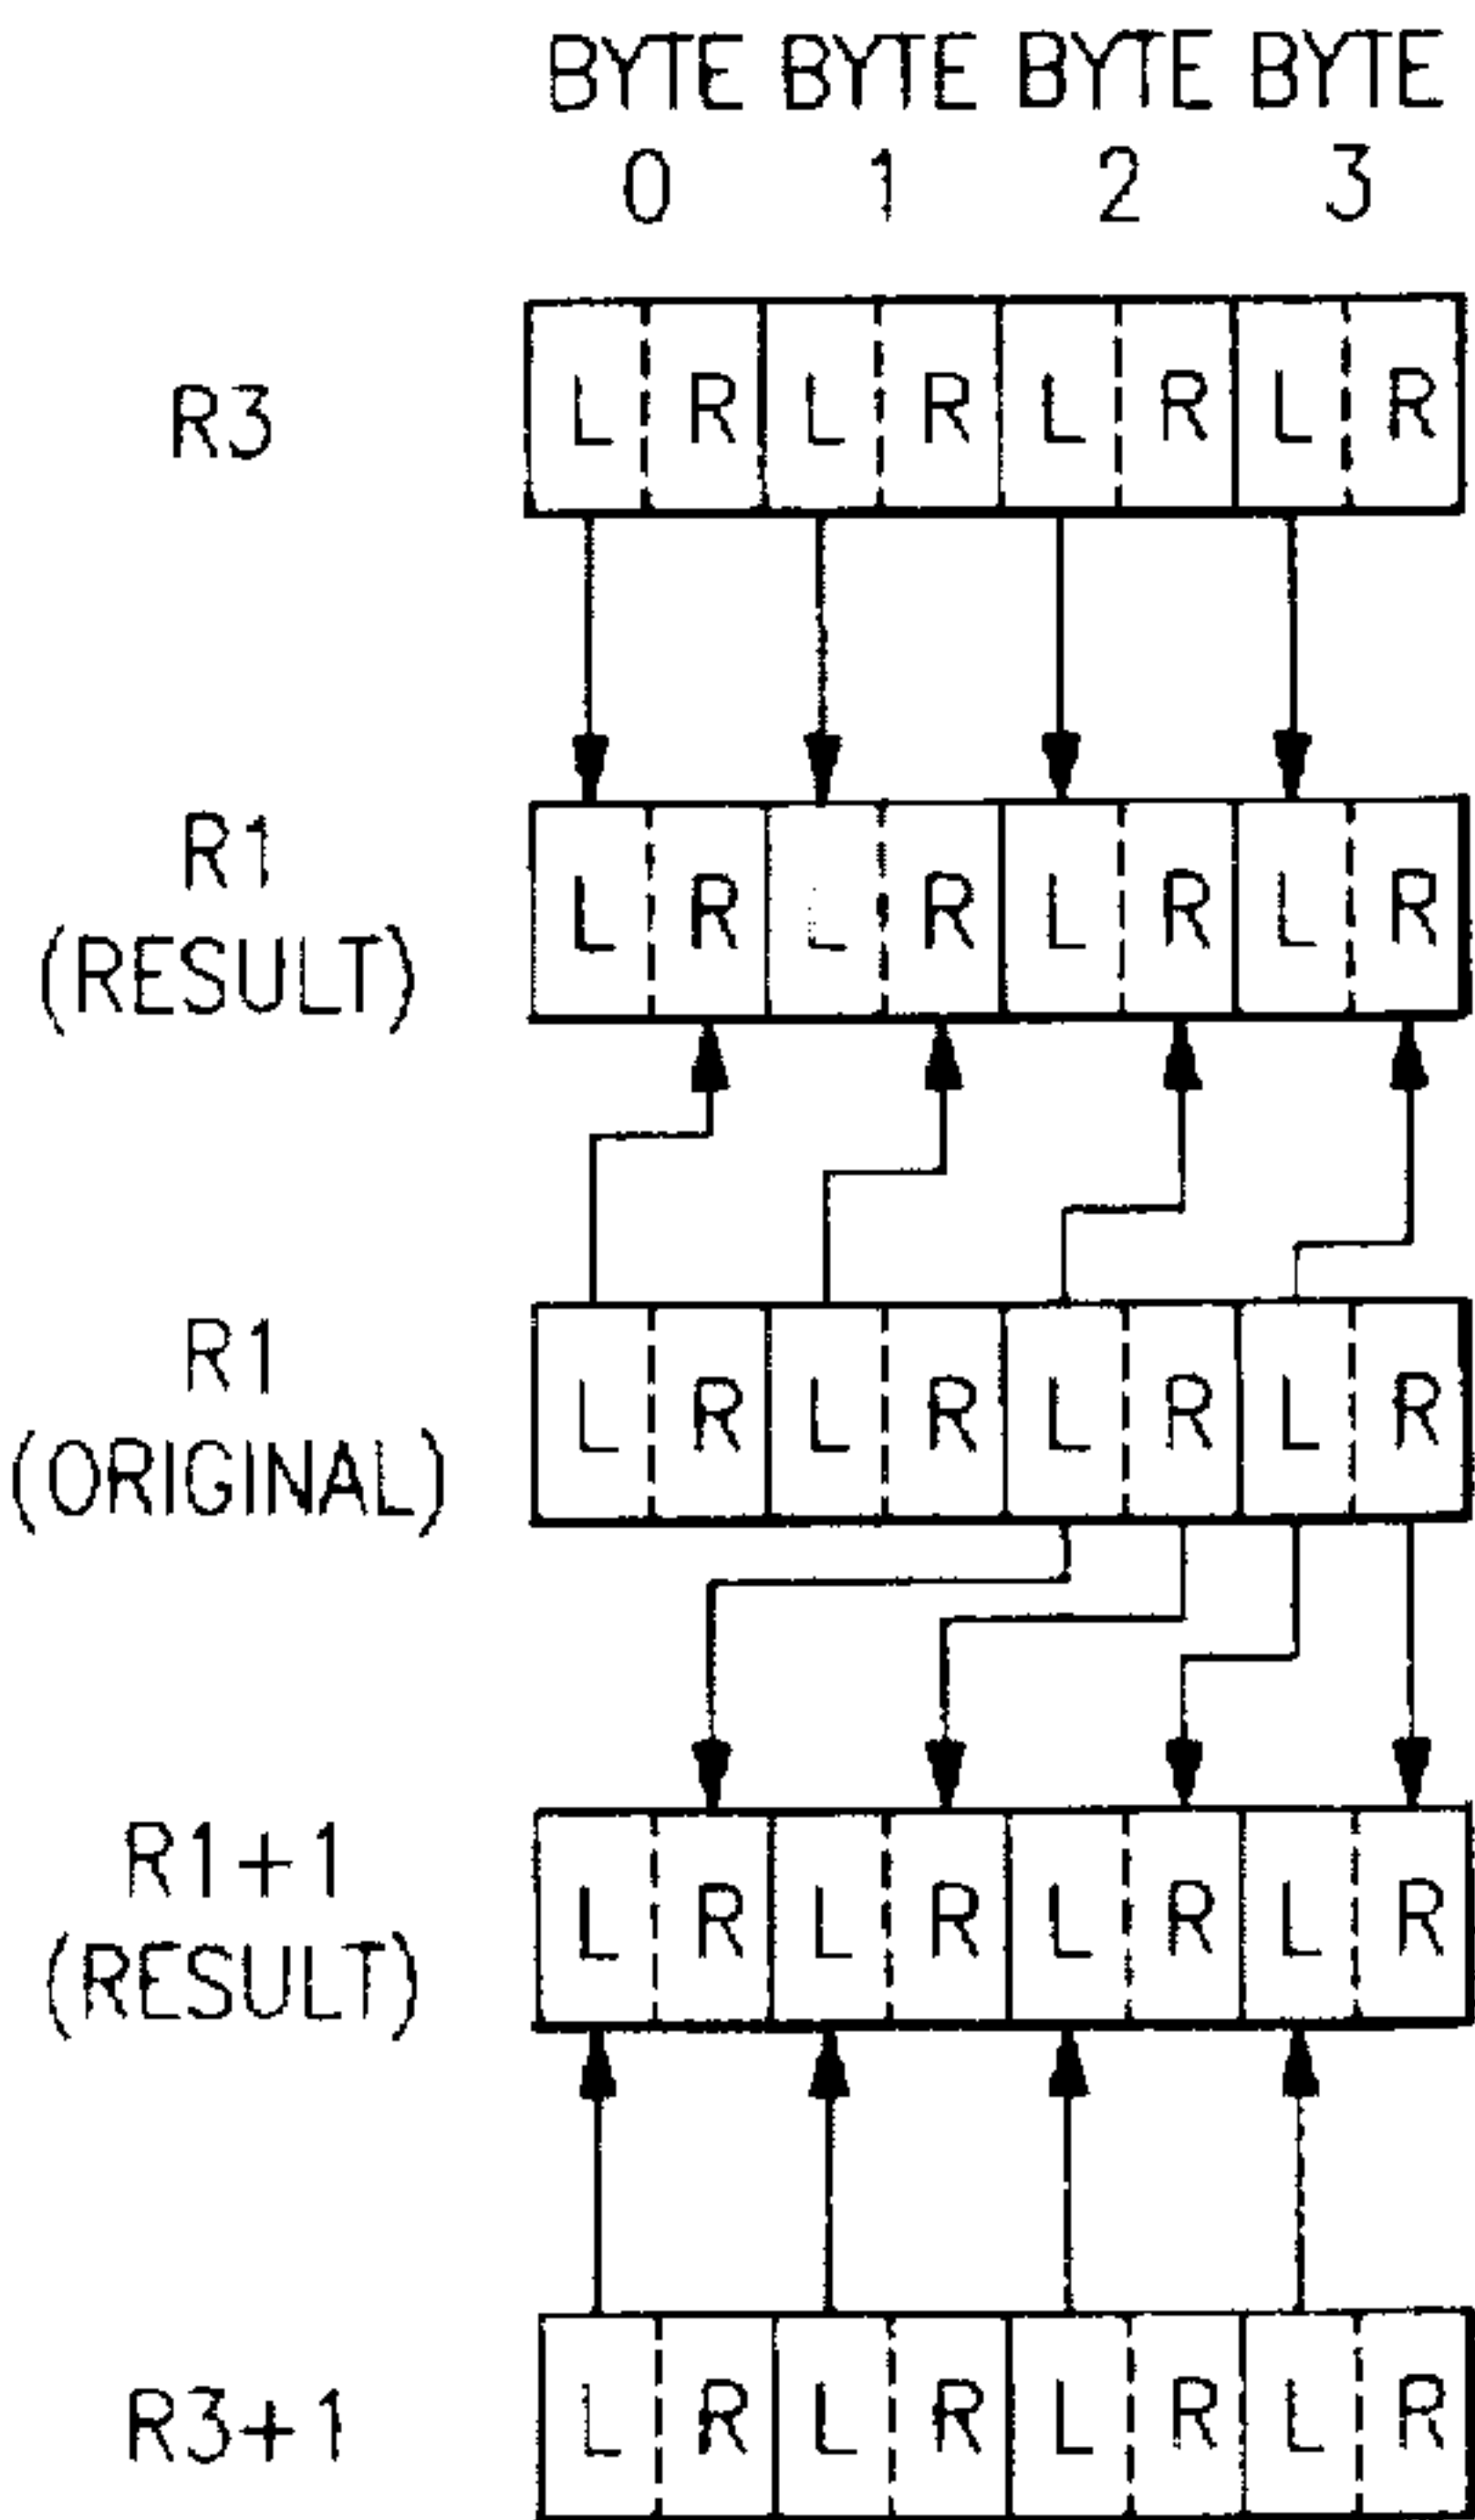 BYTE BYTE BYTE BYTE
0 1 2 3
R3 L R L R L R L R
R1
(RESULT)
L R L R L R L R
R1
(ORIGINAL)
L R L R L R L R
R1+1
(RESULT)
L R L R L R L R
R3+1 L R L R L R L R